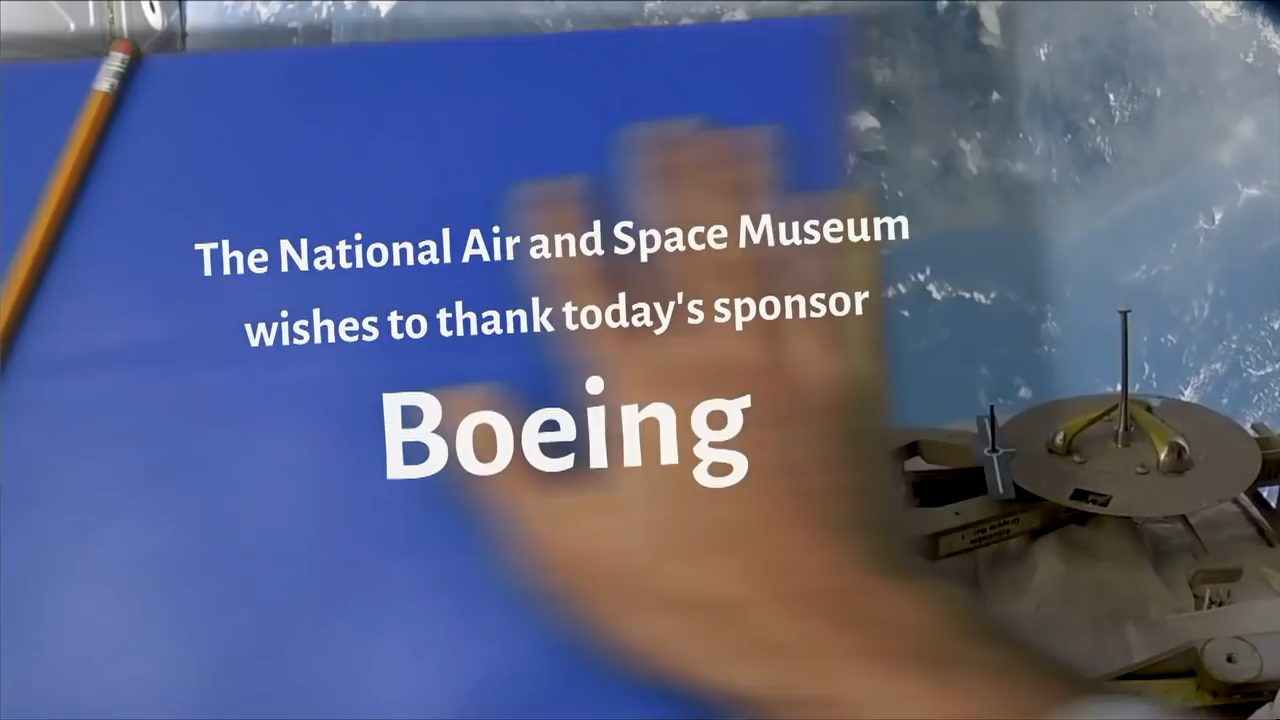 The National Air and Space Museum
wishes to thank today's sponsor
Boeing